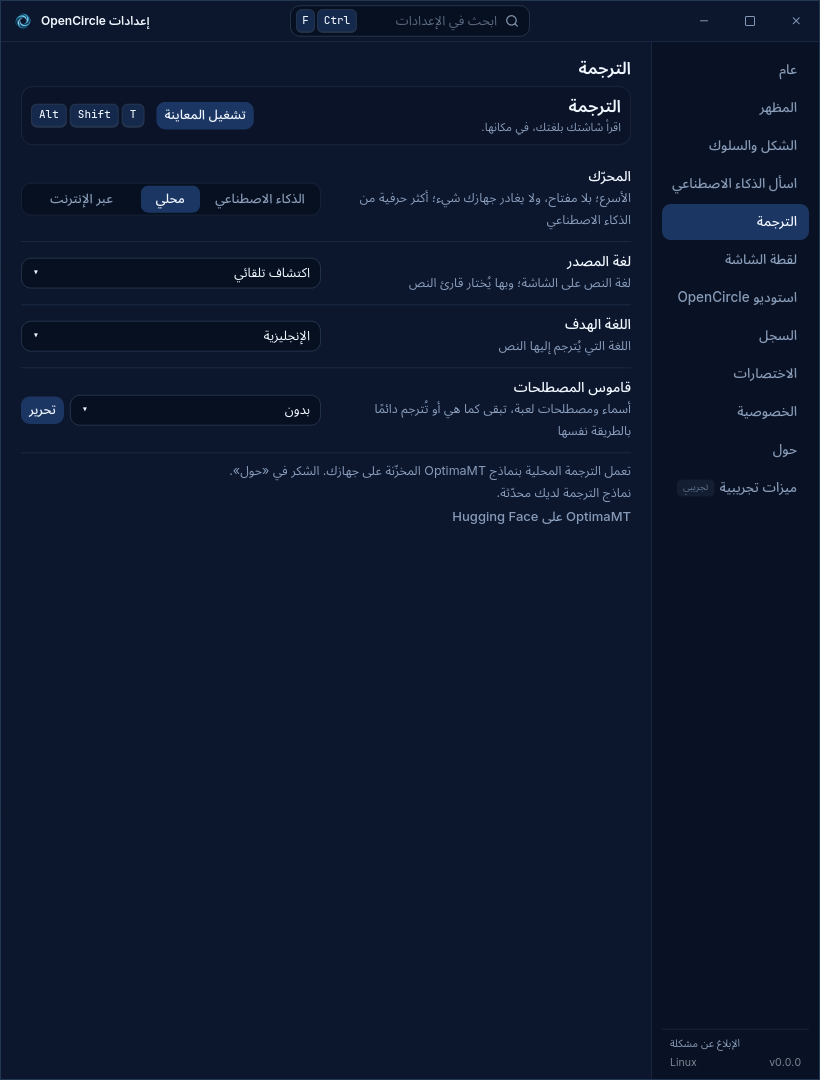 إعدادات OpenCircle
ابحث في الإعدادات
Ctrl F
عام
المظهر
الشكل والسلوك
اسأل الذكاء الاصطناعي
الترجمة
لقطة الشاشة
استوديو OpenCircle
السجل
الاختصارات
الخصوصية
حول
ميزات تجريبية تجريبي
الإبلاغ عن مشكلة
Linux v0.0.0
الترجمة
الترجمة
اقرأ شاشتك بلغتك، في مكانها.
تشغيل المعاينة
Alt Shift T
المحرّك
الأسرع؛ بلا مفتاح، ولا يغادر جهازك شيء؛ أكثر حرفية من
الذكاء الاصطناعي
الذكاء الاصطناعي محلي عبر الإنترنت
لغة المصدر
لغة النص على الشاشة؛ وبها يُختار قارئ النص
اكتشاف تلقائي
اللغة الهدف
اللغة التي يُترجم إليها النص
الإنجليزية
قاموس المصطلحات
أسماء ومصطلحات لعبة، تبقى كما هي أو تُترجم دائمًا
بالطريقة نفسها
بدون
تحرير
تعمل الترجمة المحلية بنماذج OptimaMT المخزّنة على جهازك. الشكر في «حول».
نماذج الترجمة لديك محدّثة.
OptimaMT على Hugging Face